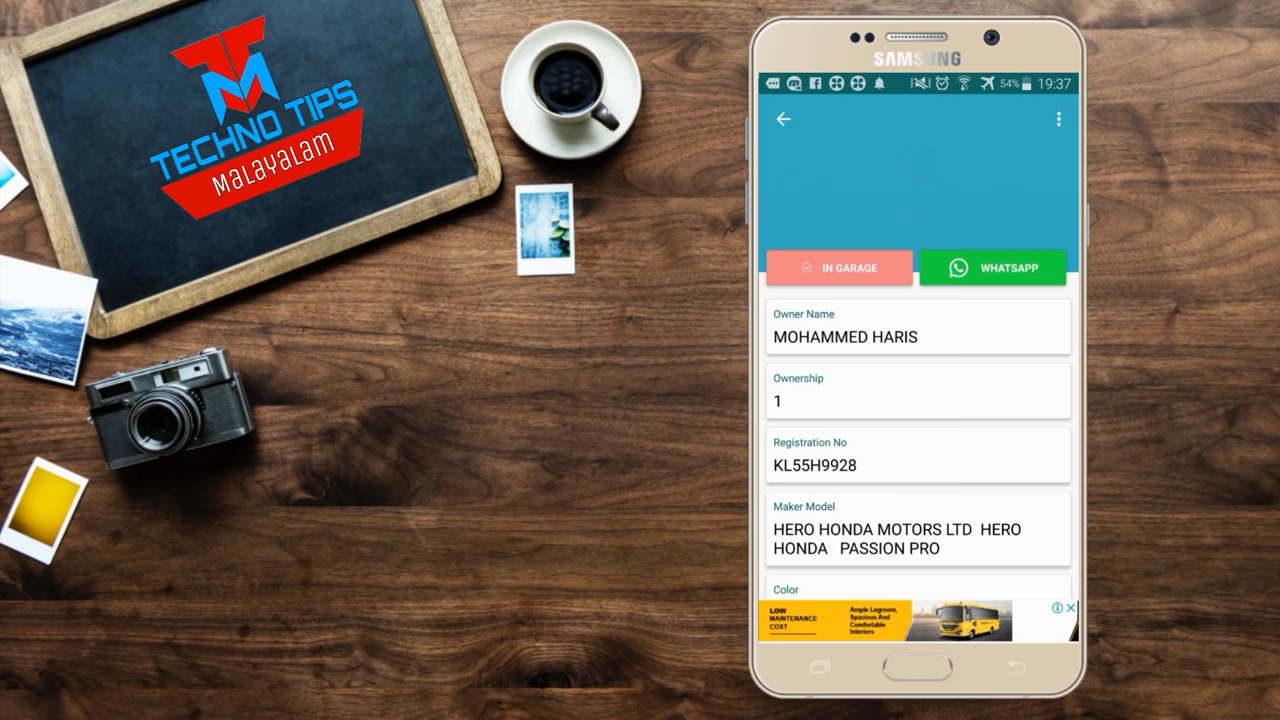 TM
TECHNO TIPS
Malayalam
SAMSUNG
54% 19:37
IN GARAGE
WHATSAPP
Owner Name
MOHAMMED HARIS
Ownership
1
Registration No
KL55H9928
Maker Model
HERO HONDA MOTORS LTD HERO
HONDA PASSION PRO
Color
LOW
MAINTENANCE
COST
Ample Legroom,
Spacious And
Comfortable
Interiors